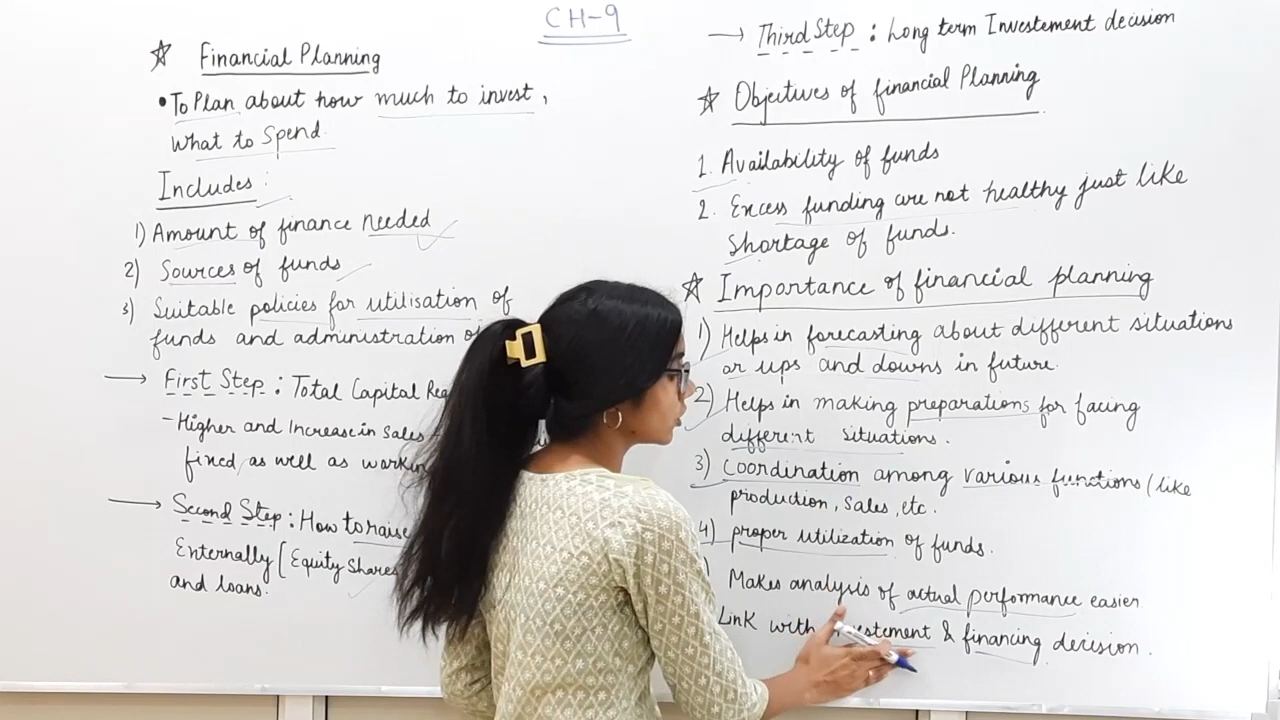 CH-9
☆ Financial Planning
• To Plan about how much to invest,
What to Spend.
Includes :
1) Amount of finance needed
2) Sources of funds
3) Suitable policies for utilisation of
funds and administration
→ First Step : Total Capital
- Higher and Increase in Sales -
fixed as well as
→ Second Step : How to raise
Enternally [Equity Shares
and loans.
→ Third Step : Long term Investement decision
☆ Objectives of financial Planning
1. Availability of funds
2. Excess funding are not healthy just like
Shortage of funds.
☆ Importance of financial planning
1) Helps in forecasting about different situations
or ups and downs in future.
2) Helps in making preparations for facing
different situations.
3) Coordination among various functions (like
production, sales, etc.
4) proper utilization of funds.
) Makes analysis of actual performance easier
Link with & financing decision.